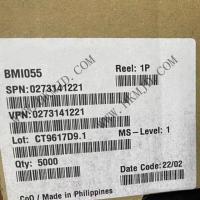 BMI055 Reel: 1P
SPN:0273141221
VPN:0273141221
Lot: CT9617D9.1 MS-Level: 1
Qty: 5000
Date Code: 22/02
CoO / Made in Philippines